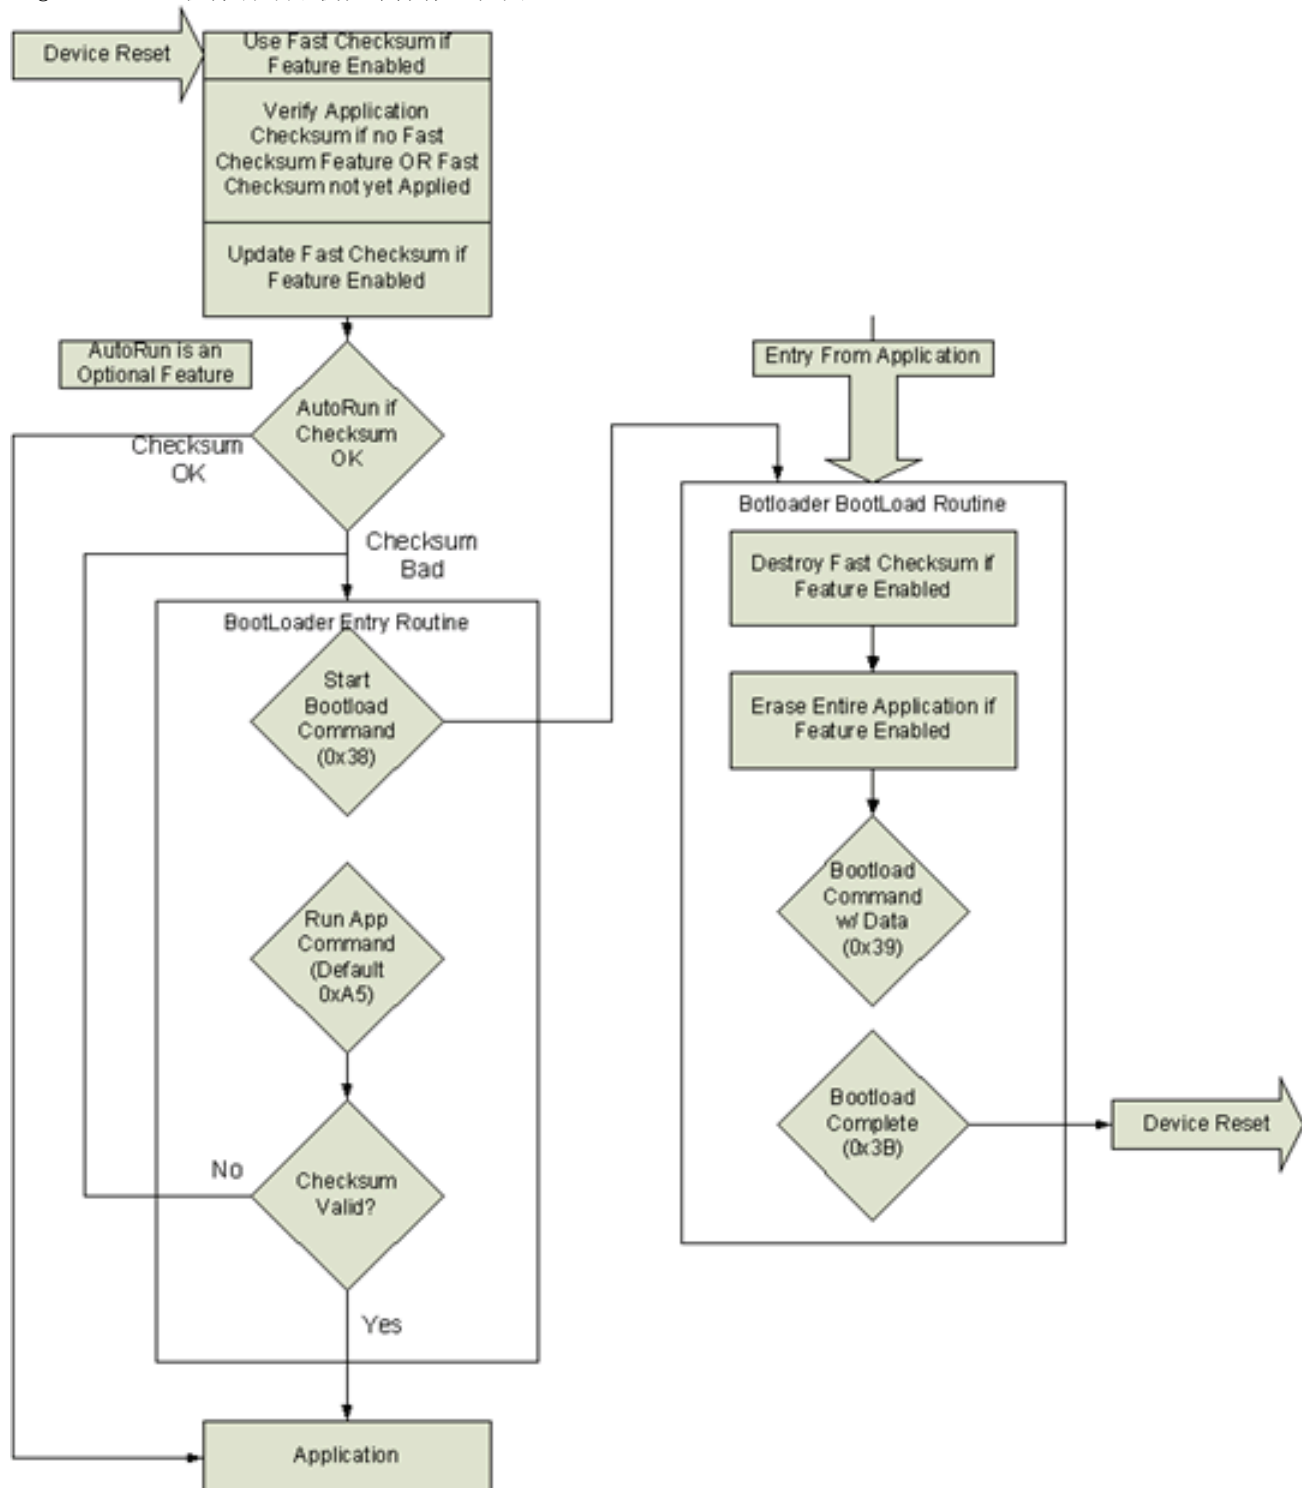 Device Reset
Use Fast Checksum if
Feature Enabled
Verify Application
Checksum if no Fast
Checksum Feature OR Fast
Checksum not yet Applied
Update Fast Checksum if
Feature Enabled
AutoRun is an
Optional Feature
AutoRun if
Checksum
OK
Checksum
OK
Checksum
Bad
BootLoader Entry Routine
Start
Bootload
Command
(0x38)
Run App
Command
(Default
0xA5)
Checksum
Valid?
No
Yes
Application
Entry From Application
Botloader BootLoad Routine
Destroy Fast Checksum if
Feature Enabled
Erase Entire Application if
Feature Enabled
Bootload
Command
w/ Data
(0x39)
Bootload
Complete
(0x3B)
Device Reset